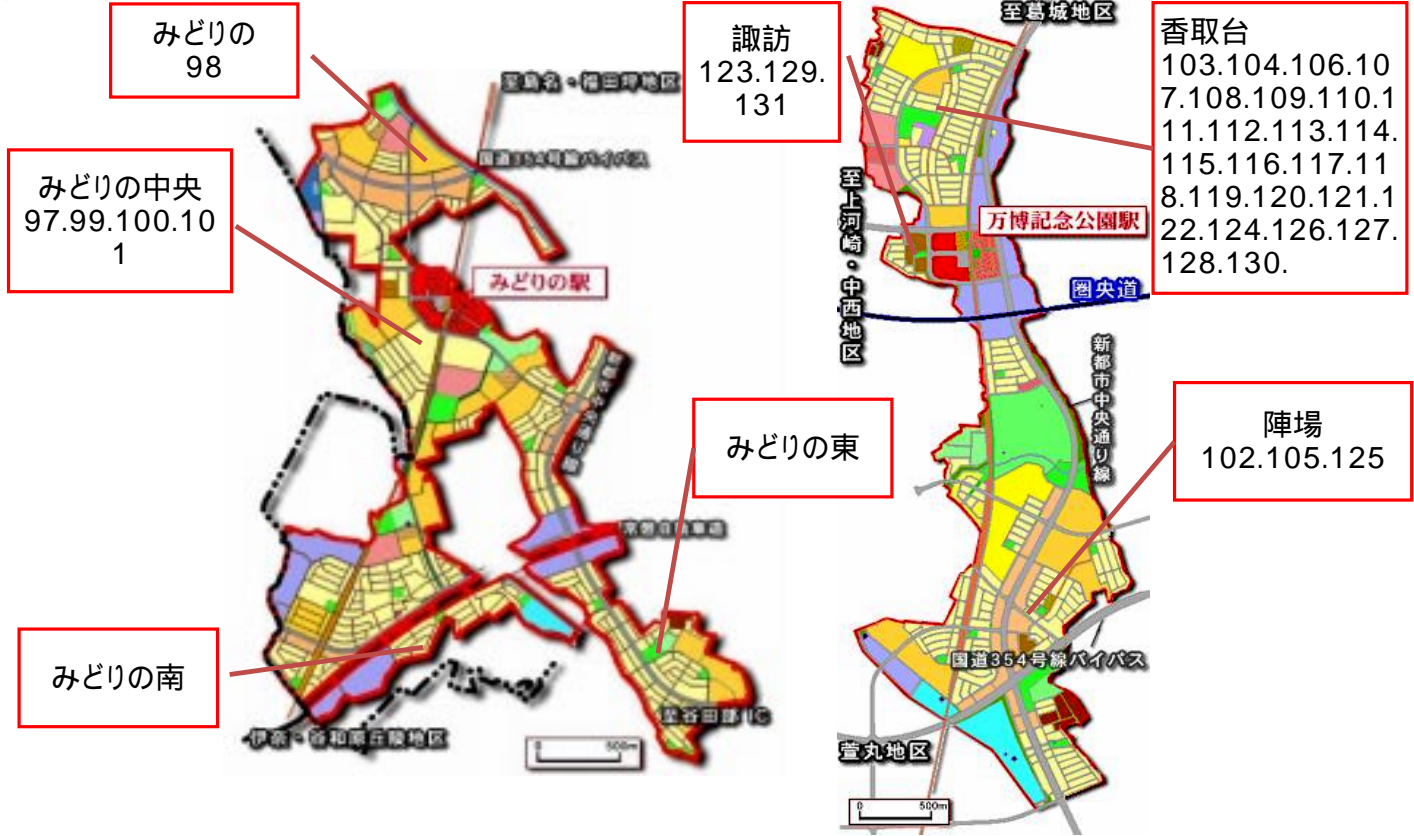 みどりの
98
至島名・福田坪地区
国道354号線バイパス
みどりの中央
97.99.100.10
1
みどりの駅
みどりの東
常磐自動車道
みどりの南
至谷田部 IC
伊奈・谷和原丘陵地区
0 500m
至葛城地区
諏訪
123.129.
131
香取台
103.104.106.10
7.108.109.110.1
11.112.113.114.
115.116.117.11
8.119.120.121.1
22.124.126.127.
128.130.
至上河崎・中西地区
万博記念公園駅
圏央道
新都市中央通り線
陣場
102.105.125
国道354号線バイパス
萱丸地区
0 500m